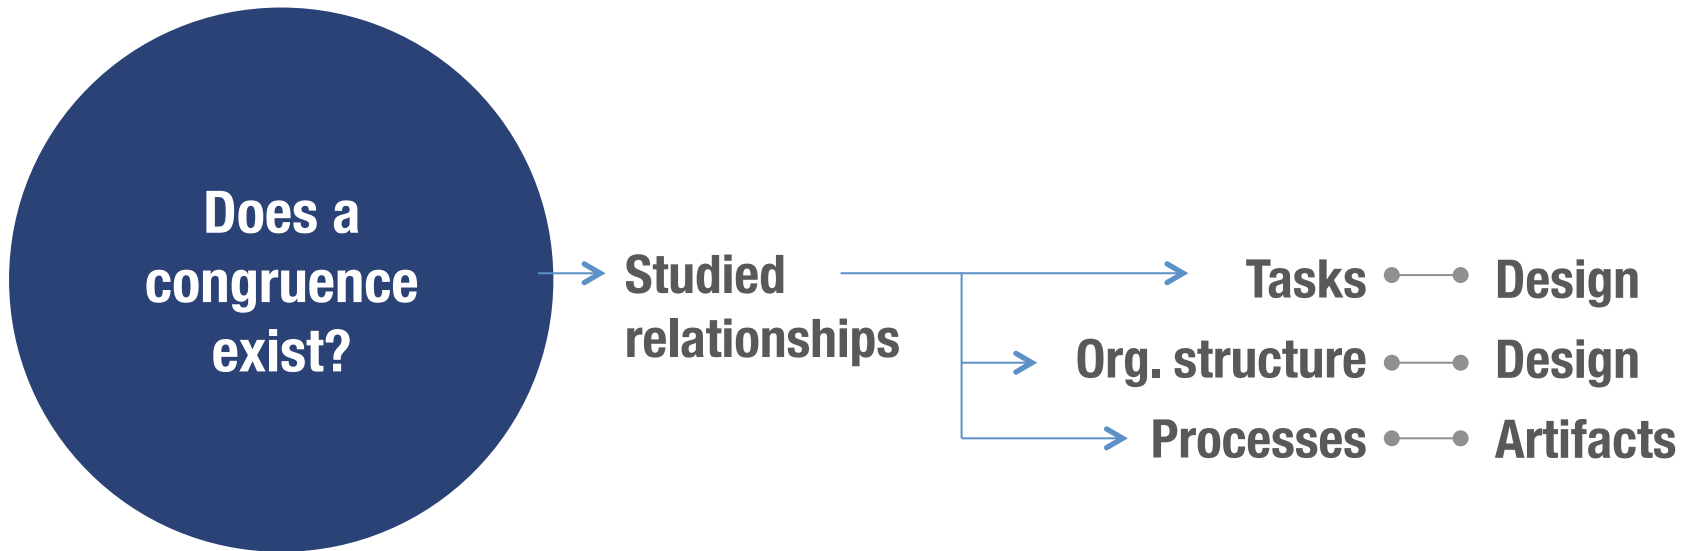 Does a
congruence
exist?
Studied
relationships
Tasks Design
Org. structure Design
Processes Artifacts